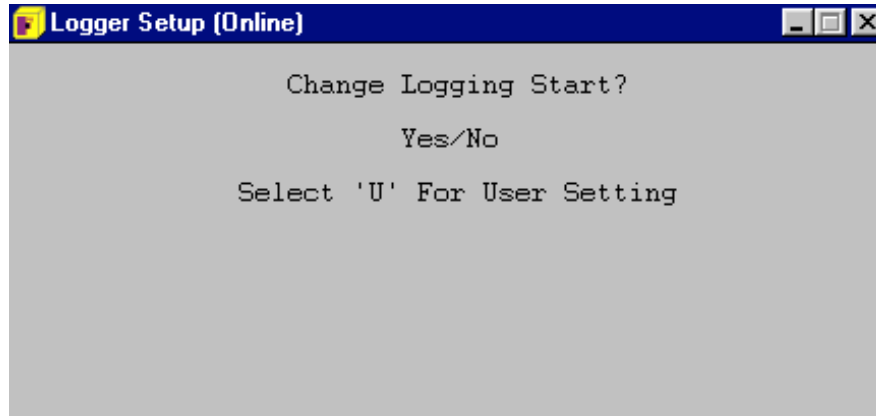 Logger Setup (Online)
Change Logging Start?
Yes/No
Select 'U' For User Setting